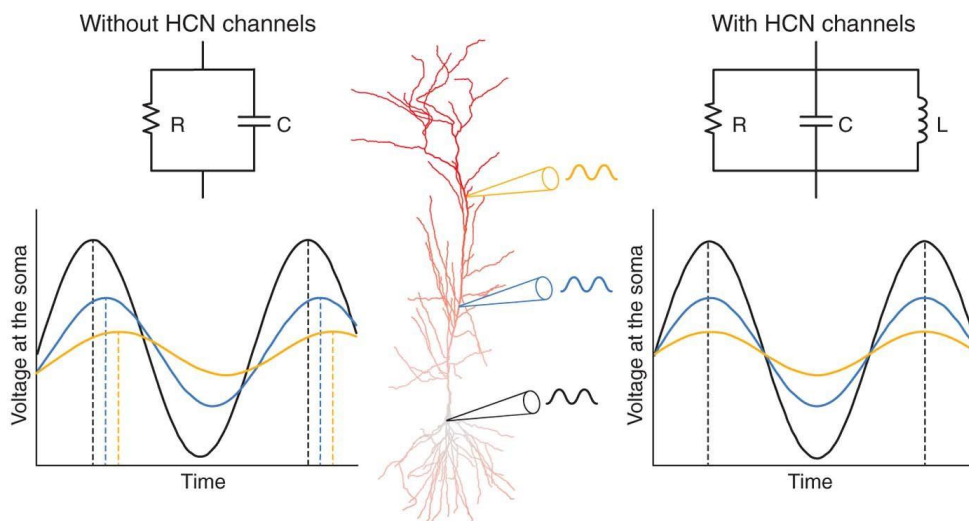 Without HCN channels
R
C
Voltage at the soma
Time
With HCN channels
R
C
L
Voltage at the soma
Time